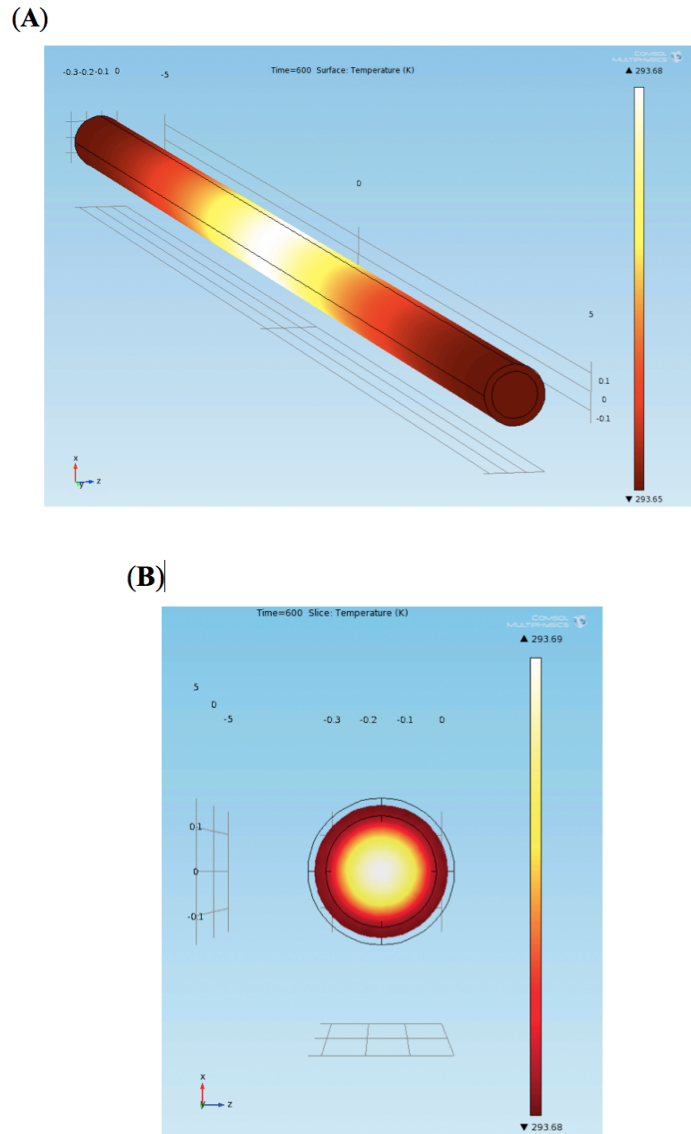 (A)
Time=600 Surface: Temperature (K)
COMSOL
MULTIPHYSICS
-0.3-0.2-0.1 0
-5
▲ 293.68
0
5
0.1
0
-0.1
x
y
z
▼ 293.65
(B)
Time=600 Slice: Temperature (K)
COMSOL
MULTIPHYSICS
▲ 293.69
5
0
-5
-0.3 -0.2 -0.1 0
0.1
0
-0.1
x
y
z
▼ 293.68